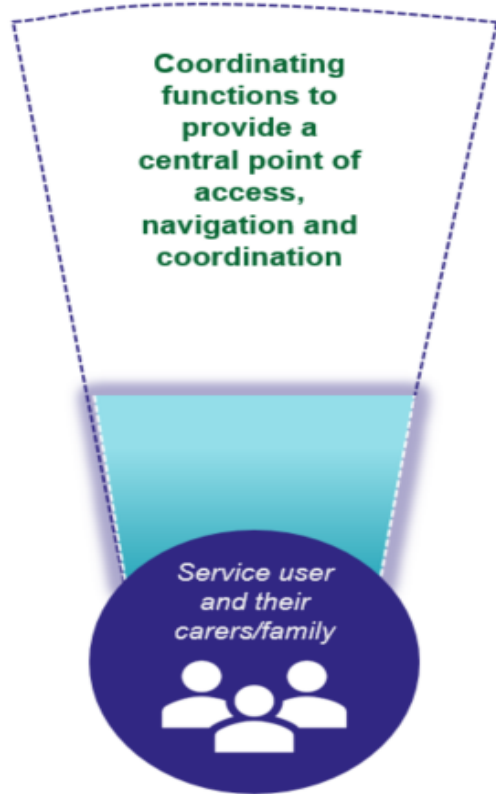 Coordinating
functions to
provide a
central point of
access,
navigation and
coordination
Service user
and their
carers/family